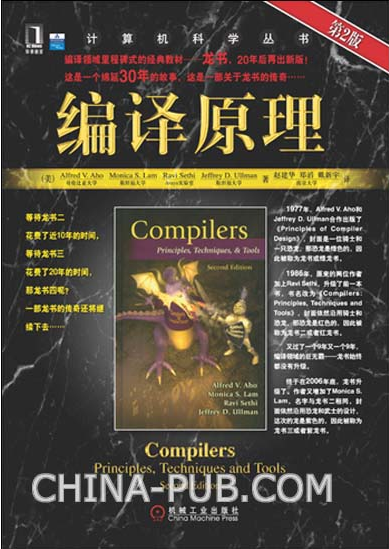 计算机科学丛书
第2版
编译领域里程碑式的经典教材——龙书，20年后再出新版！
这是一个绵延30年的故事，这是一部关于龙书的传奇……
编译原理
（美） Alfred V. Aho Monica S. Lam Ravi Sethi Jeffrey D. Ullman 著 赵建华 郑滔 戴新宇 译
哥伦比亚大学 斯坦福大学 Avaya实验室 斯坦福大学 南京大学
等待龙书二
花费了近10年的时间，
等待龙书三
花费了20年的时间，
那龙书四呢？
一部龙书的传奇还将继
续下去……
Compilers
Principles, Techniques, & Tools
Second Edition
Alfred V. Aho
Monica S. Lam
Ravi Sethi
Jeffrey D. Ullman
1977年，Alfred V. Aho和
Jeffrey D. Ullman合作出版了
《Principles of Compiler
Design》，封面是一位骑士和
一只恐龙，那恐龙是绿色的，因
此被称为龙书或绿龙书。
1986年，原来的两位作者
加上Ravi Sethi，升级了前一本
书，书名改为《Compilers:
Principles, Techniques and
Tools》，封面依然沿用骑士和
恐龙，那恐龙是红色的，因此被
称为龙书二或者红龙书。
又过了一个9年又一个9年，
编译领域的巨无霸——龙书始终
都没有升级。
终于在2006年底，龙书升
级了。作者又增加了Monica S.
Lam，名字与龙书二相同，封
面依然沿用恐龙和武士的设计，
这次的龙是紫色的，因此被称为
龙书三或者紫龙书。
Compilers
Principles, Techniques and Tools
Second Edition
CHINA-PUB.COM
机械工业出版社
China Machine Press